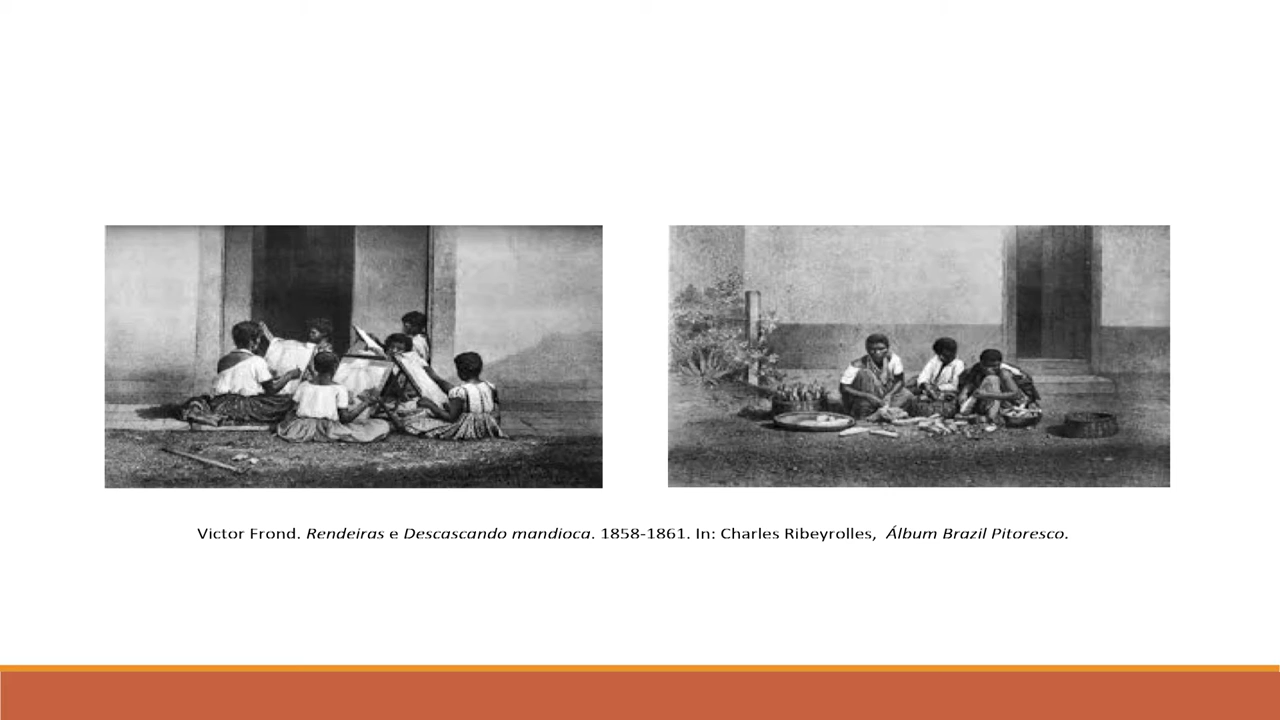 Victor Frond. Rendeiras e Descascando mandioca. 1858-1861. In: Charles Ribeyrolles, Álbum Brazil Pitoresco.